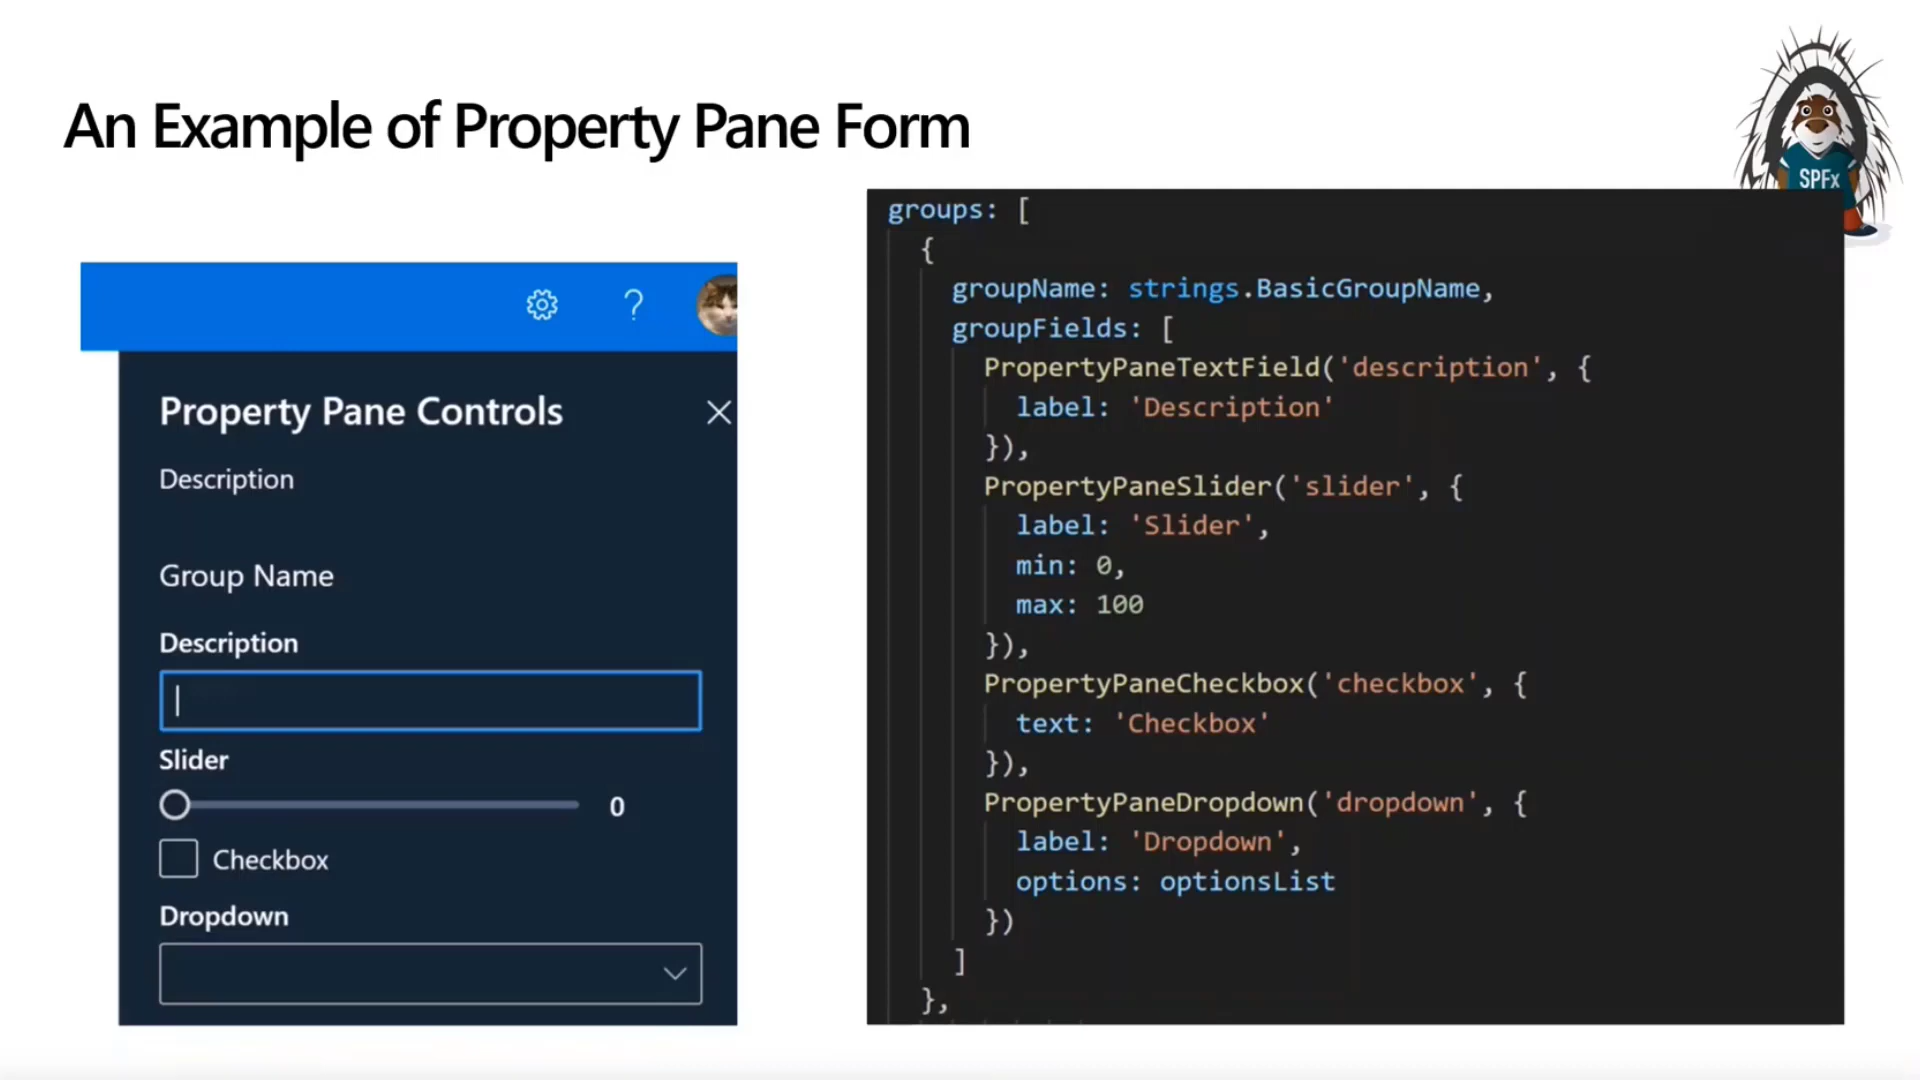 An Example of Property Pane Form
SPFx
?
Property Pane Controls
Description
Group Name
Description
Slider
0
Checkbox
Dropdown
groups: [
{
groupName: strings.BasicGroupName,
groupFields: [
PropertyPaneTextField('description', {
label: 'Description'
}),
PropertyPaneSlider('slider', {
label: 'Slider',
min: 0,
max: 100
}),
PropertyPaneCheckbox('checkbox', {
text: 'Checkbox'
}),
PropertyPaneDropdown('dropdown', {
label: 'Dropdown',
options: optionsList
})
]
},